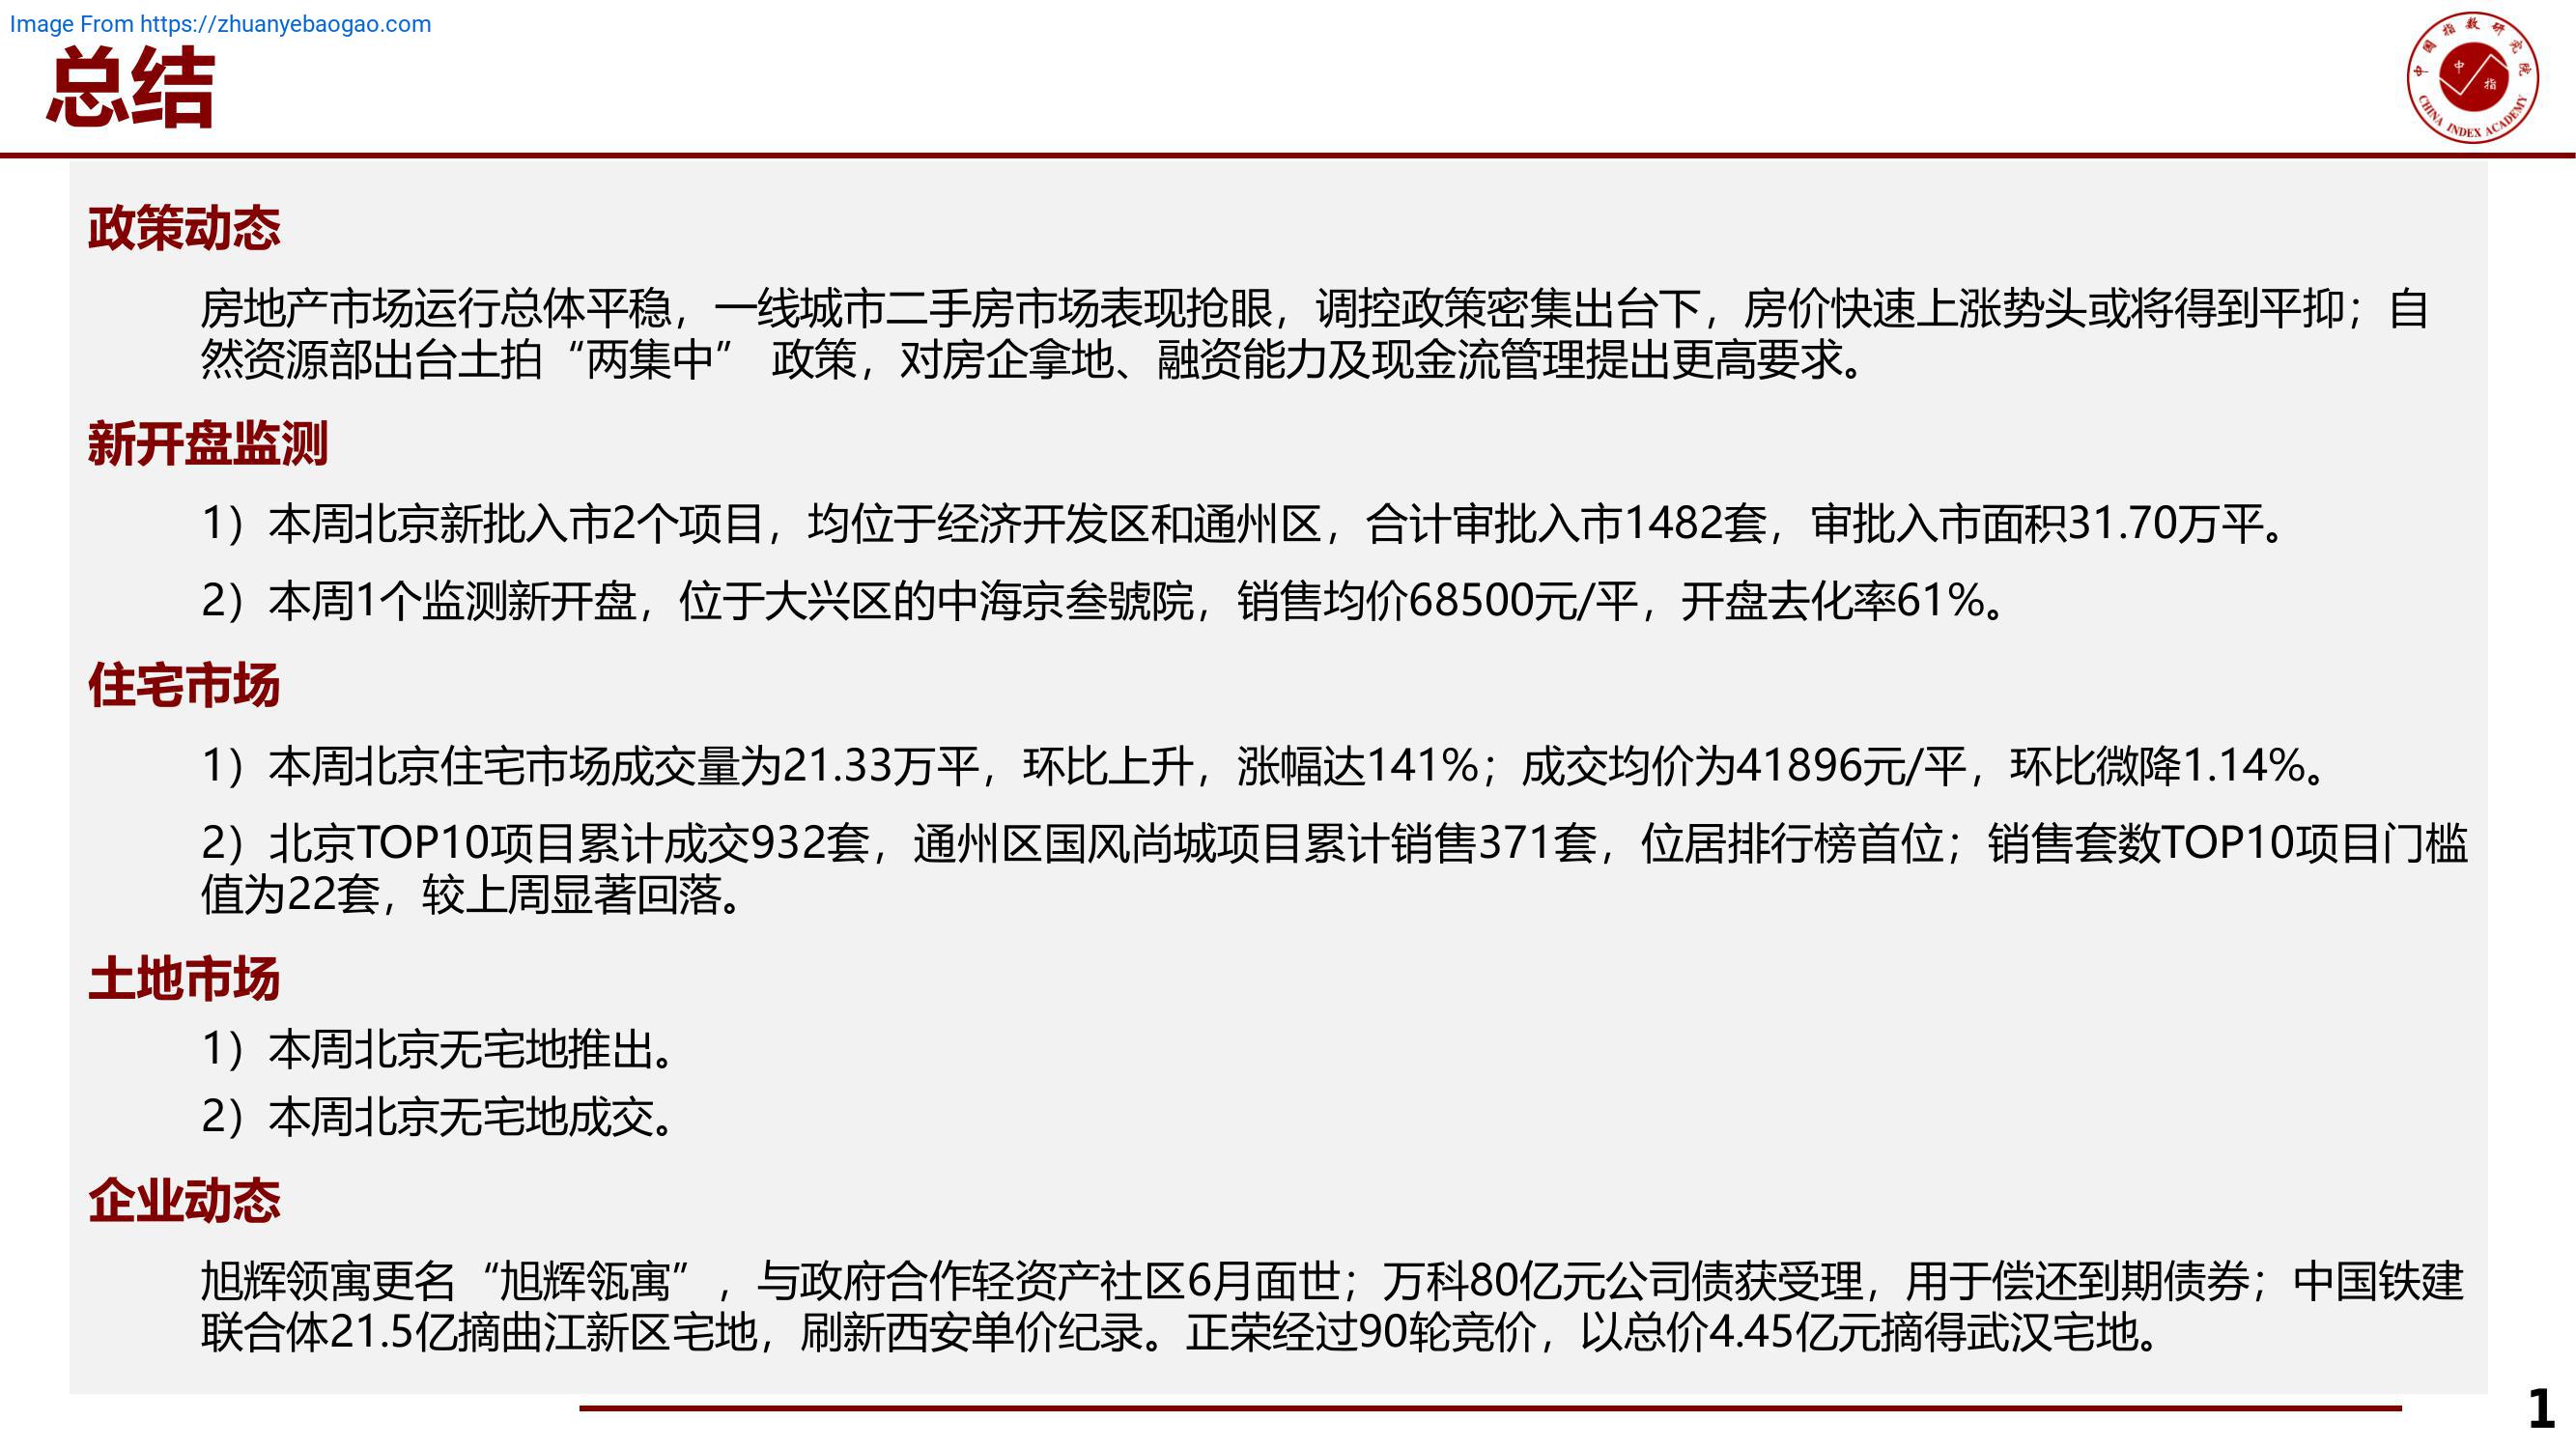 Image From https://zhuanyebaogao.com
总结
中国指数研究院
中
指
CHINA INDEX ACADEMY
政策动态
房地产市场运行总体平稳，一线城市二手房市场表现抢眼，调控政策密集出台下，房价快速上涨势头或将得到平抑；自
然资源部出台土拍“两集中” 政策，对房企拿地、融资能力及现金流管理提出更高要求。
新开盘监测
1）本周北京新批入市2个项目，均位于经济开发区和通州区，合计审批入市1482套，审批入市面积31.70万平。
2）本周1个监测新开盘，位于大兴区的中海京叁號院，销售均价68500元/平，开盘去化率61%。
住宅市场
1）本周北京住宅市场成交量为21.33万平，环比上升，涨幅达141%；成交均价为41896元/平，环比微降1.14%。
2）北京TOP10项目累计成交932套，通州区国风尚城项目累计销售371套，位居排行榜首位；销售套数TOP10项目门槛
值为22套，较上周显著回落。
土地市场
1）本周北京无宅地推出。
2）本周北京无宅地成交。
企业动态
旭辉领寓更名“旭辉瓴寓”，与政府合作轻资产社区6月面世；万科80亿元公司债获受理，用于偿还到期债券；中国铁建
联合体21.5亿摘曲江新区宅地，刷新西安单价纪录。正荣经过90轮竞价，以总价4.45亿元摘得武汉宅地。
1